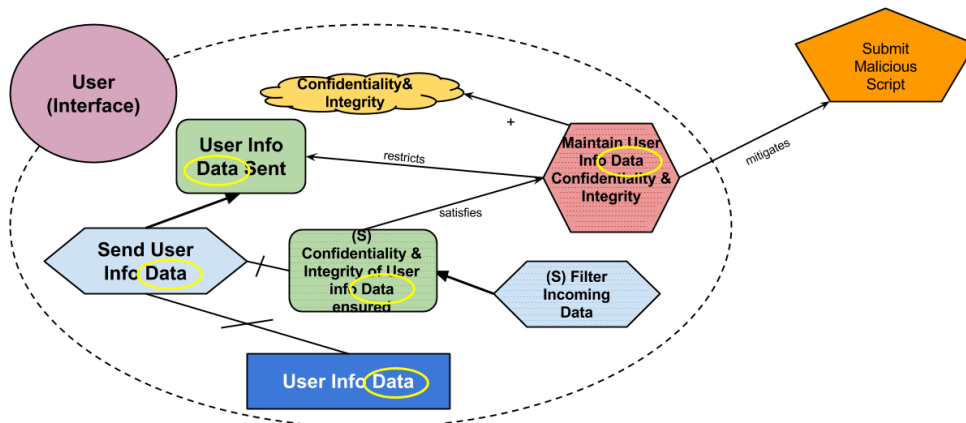 User
(Interface)
Submit
Malicious
Script
Confidentiality&
Integrity
+
User Info
Data Sent
restricts
Maintain User
Info Data
Confidentiality &
Integrity
mitigates
satisfies
Send User
Info Data
(S)
Confidentiality &
Integrity of User
info Data
ensured
(S) Filter
Incoming
Data
User Info Data